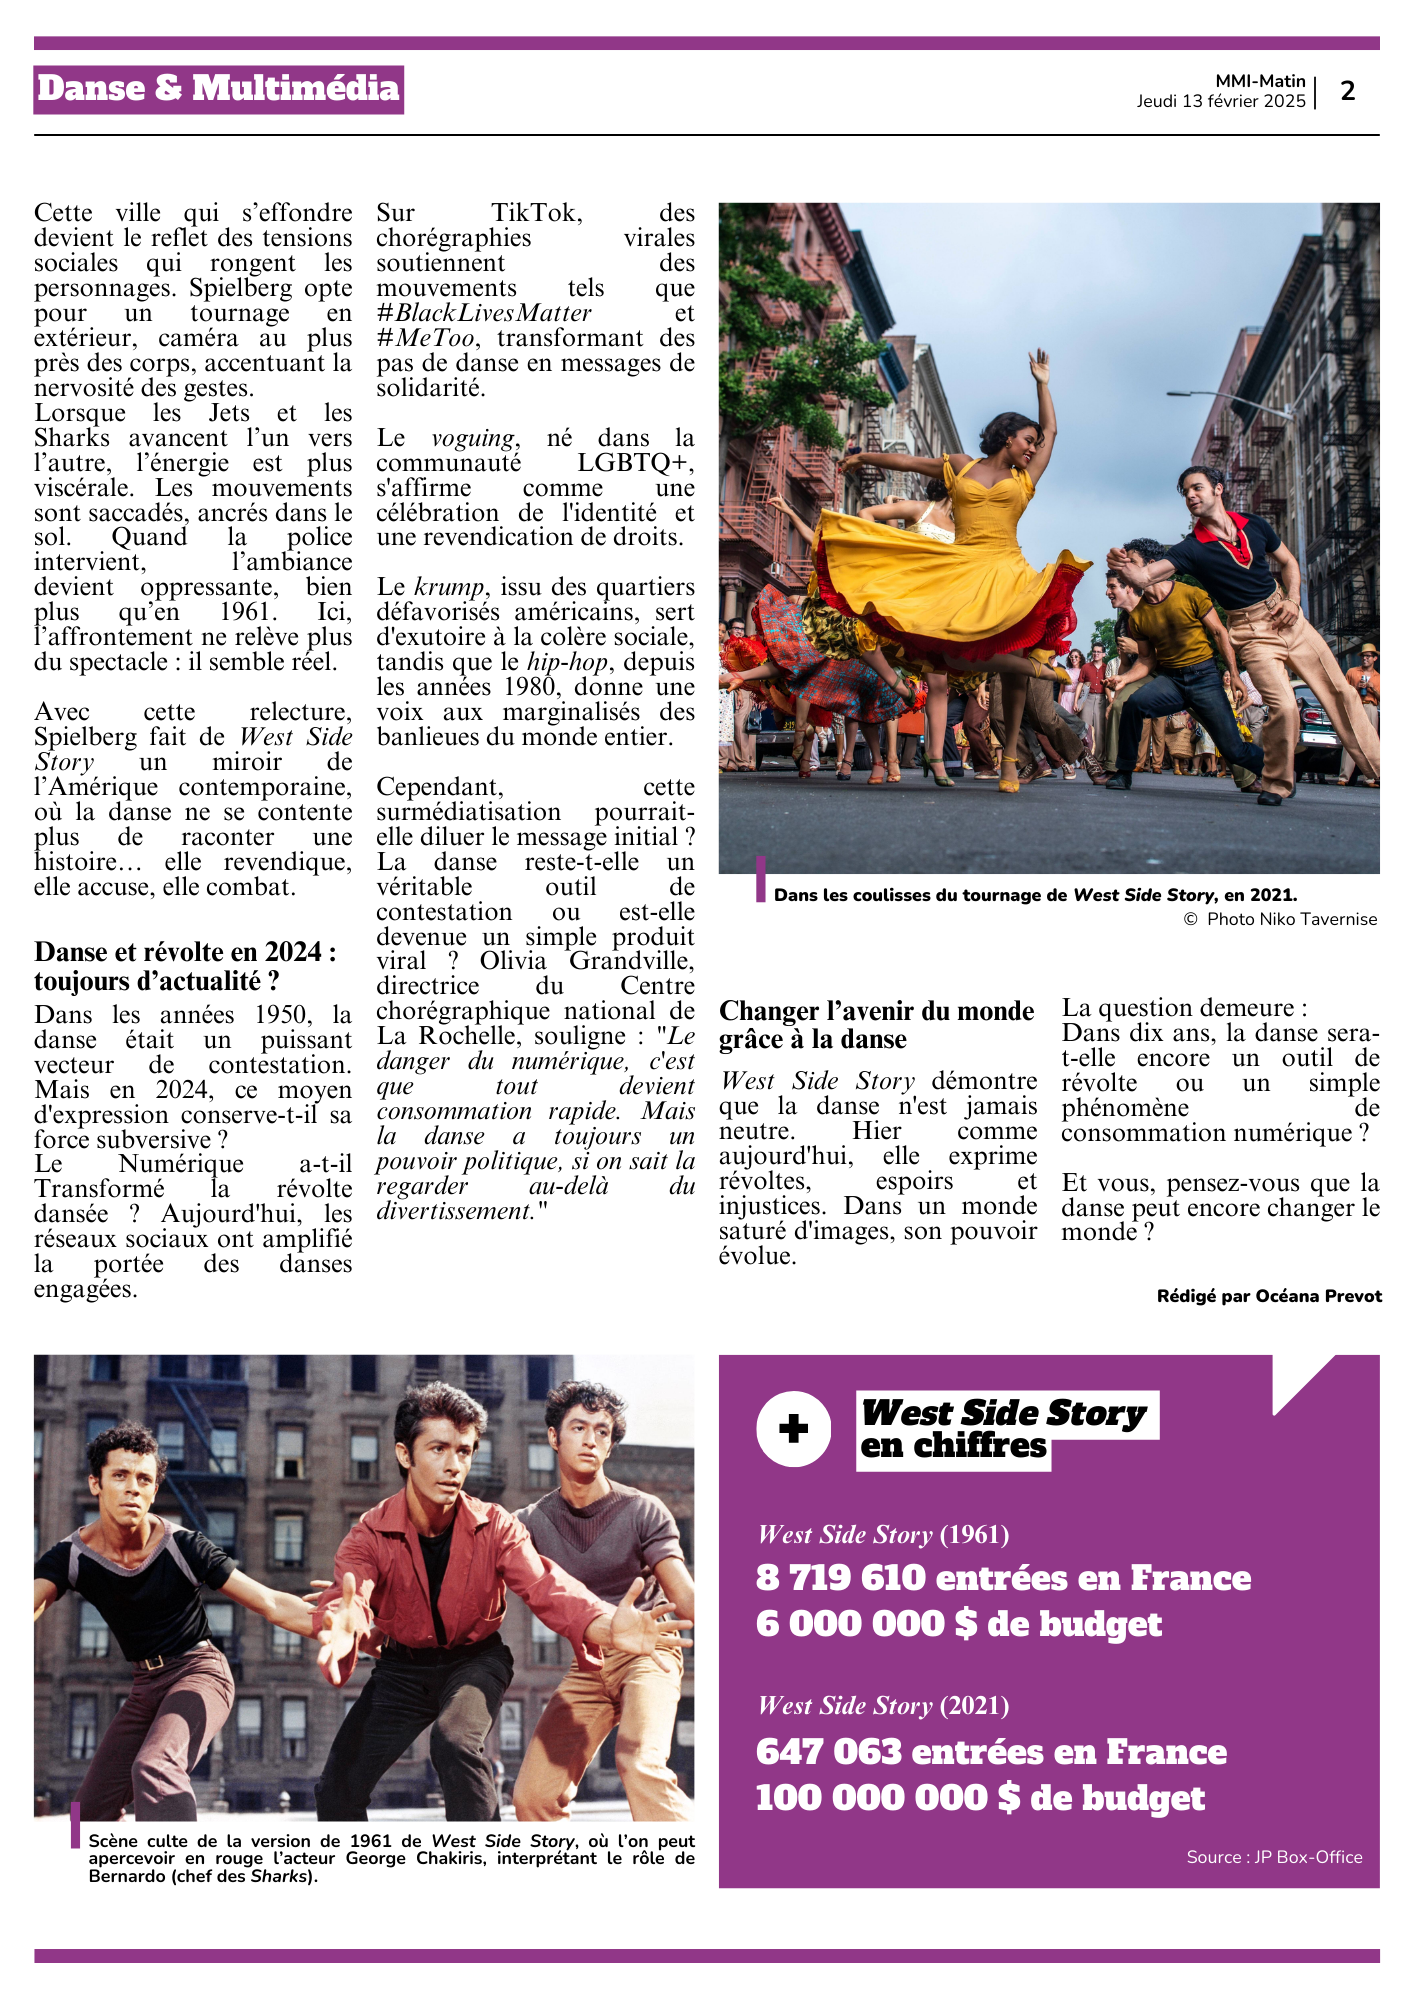 Danse & Multimédia
MMI-Matin
Jeudi 13 février 2025
2
Cette ville qui s’effondre
devient le reflet des tensions
sociales qui rongent les
personnages. Spielberg opte
pour un tournage en
extérieur, caméra au plus
près des corps, accentuant la
nervosité des gestes.
Lorsque les Jets et les
Sharks avancent l’un vers
l’autre, l’énergie est plus
viscérale. Les mouvements
sont saccadés, ancrés dans le
sol. Quand la police
intervient, l’ambiance
devient oppressante, bien
plus qu’en 1961. Ici,
l’affrontement ne relève plus
du spectacle : il semble réel.
Avec cette relecture,
Spielberg fait de West Side
Story un miroir de
l’Amérique contemporaine,
où la danse ne se contente
plus de raconter une
histoire… elle revendique,
elle accuse, elle combat.
Danse et révolte en 2024 :
toujours d’actualité ?
Dans les années 1950, la
danse était un puissant
vecteur de contestation.
Mais en 2024, ce moyen
d'expression conserve-t-il sa
force subversive ?
Le Numérique a-t-il
Transformé la révolte
dansée ? Aujourd'hui, les
réseaux sociaux ont amplifié
la portée des danses
engagées.
Sur TikTok, des
chorégraphies virales
soutiennent des
mouvements tels que
#BlackLivesMatter et
#MeToo, transformant des
pas de danse en messages de
solidarité.
Le voguing, né dans la
communauté LGBTQ+,
s'affirme comme une
célébration de l'identité et
une revendication de droits.
Le krump, issu des quartiers
défavorisés américains, sert
d'exutoire à la colère sociale,
tandis que le hip-hop, depuis
les années 1980, donne une
voix aux marginalisés des
banlieues du monde entier.
Cependant, cette
surmédiatisation pourrait-
elle diluer le message initial ?
La danse reste-t-elle un
véritable outil de
contestation ou est-elle
devenue un simple produit
viral ? Olivia Grandville,
directrice du Centre
chorégraphique national de
La Rochelle, souligne : "Le
danger du numérique, c'est
que tout devient
consommation rapide. Mais
la danse a toujours un
pouvoir politique, si on sait la
regarder au-delà du
divertissement."
Dans les coulisses du tournage de West Side Story, en 2021.
© Photo Niko Tavernise
Changer l’avenir du monde
grâce à la danse
West Side Story démontre
que la danse n'est jamais
neutre. Hier comme
aujourd'hui, elle exprime
révoltes, espoirs et
injustices. Dans un monde
saturé d'images, son pouvoir
évolue.
La question demeure :
Dans dix ans, la danse sera-
t-elle encore un outil de
révolte ou un simple
phénomène de
consommation numérique ?
Et vous, pensez-vous que la
danse peut encore changer le
monde ?
Rédigé par Océana Prevot
Scène culte de la version de 1961 de West Side Story, où l’on peut
apercevoir en rouge l’acteur George Chakiris, interprétant le rôle de
Bernardo (chef des Sharks).
+
West Side Story
en chiffres
West Side Story (1961)
8 719 610 entrées en France
6 000 000 $ de budget
West Side Story (2021)
647 063 entrées en France
100 000 000 $ de budget
Source : JP Box-Office